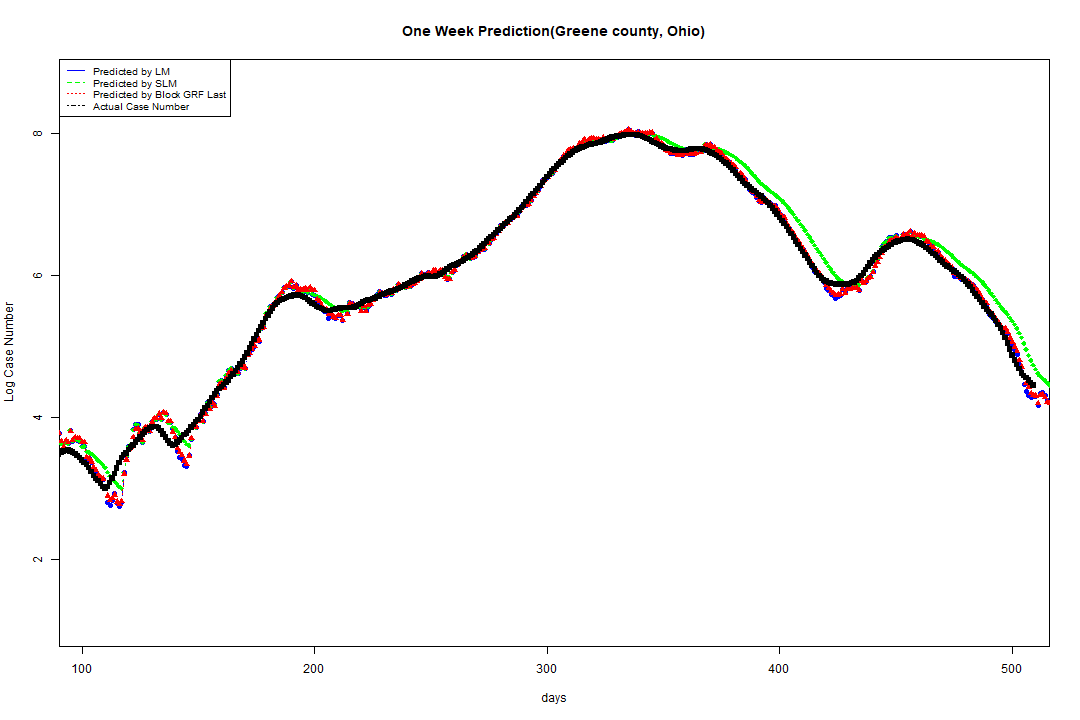 One Week Prediction(Greene county, Ohio)
Predicted by LM
Predicted by SLM
Predicted by Block GRF Last
Actual Case Number
8
6
4
2
Log Case Number
100 200 300 400 500
days